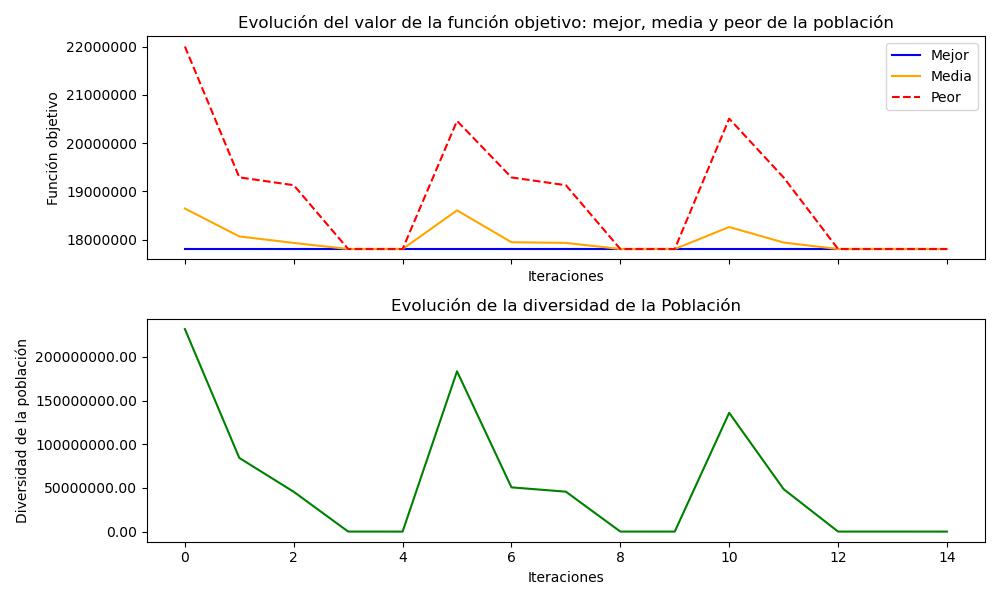 Evolución del valor de la función objetivo: mejor, media y peor de la población
Función objetivo
22000000
21000000
20000000
19000000
18000000
Mejor
Media
Peor
Iteraciones
Evolución de la diversidad de la Población
Diversidad de la población
200000000.00
150000000.00
100000000.00
50000000.00
0.00
0 2 4 6 8 10 12 14
Iteraciones